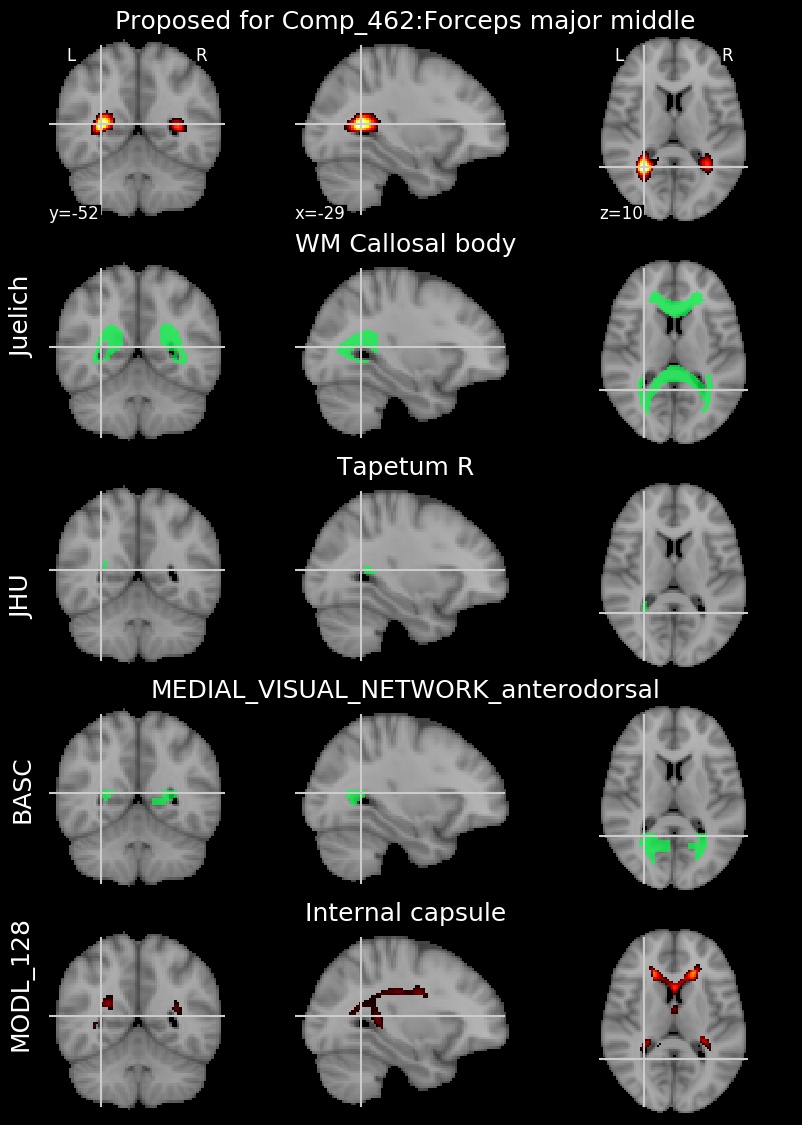 Proposed for Comp_462:Forceps major middle
L R L R
y=-52 x=-29 z=10
WM Callosal body
Juelich
Tapetum R
JHU
MEDIAL_VISUAL_NETWORK_anterodorsal
BASC
Internal capsule
MODL_128